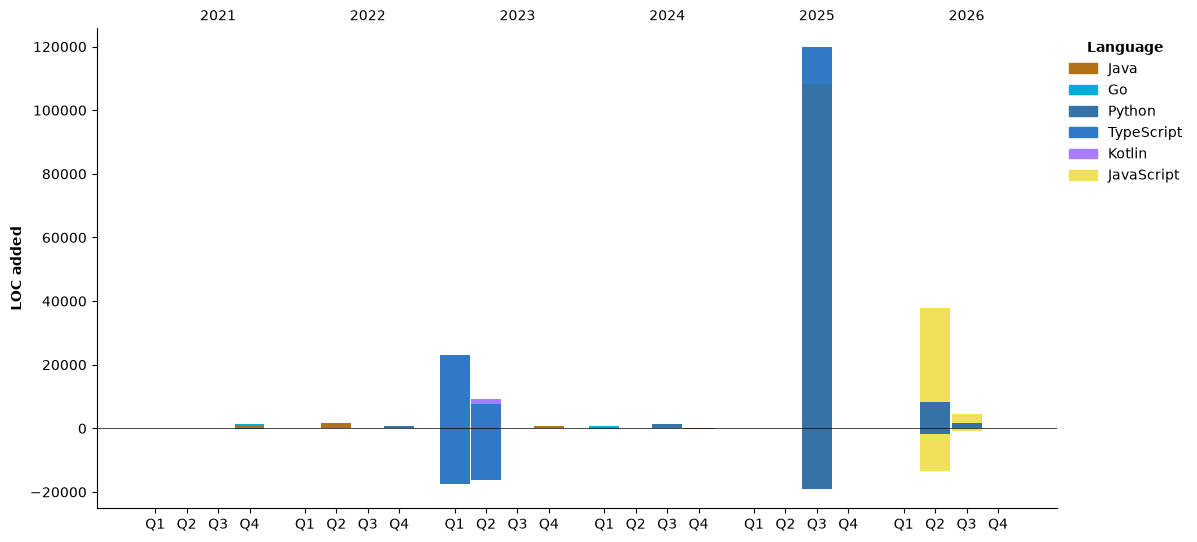 2021 2022 2023 2024 2025 2026
Language
Java
Go
Python
TypeScript
Kotlin
JavaScript
LOC added
120000
100000
80000
60000
40000
20000
0
−20000
Q1 Q2 Q3 Q4 Q1 Q2 Q3 Q4 Q1 Q2 Q3 Q4 Q1 Q2 Q3 Q4 Q1 Q2 Q3 Q4 Q1 Q2 Q3 Q4